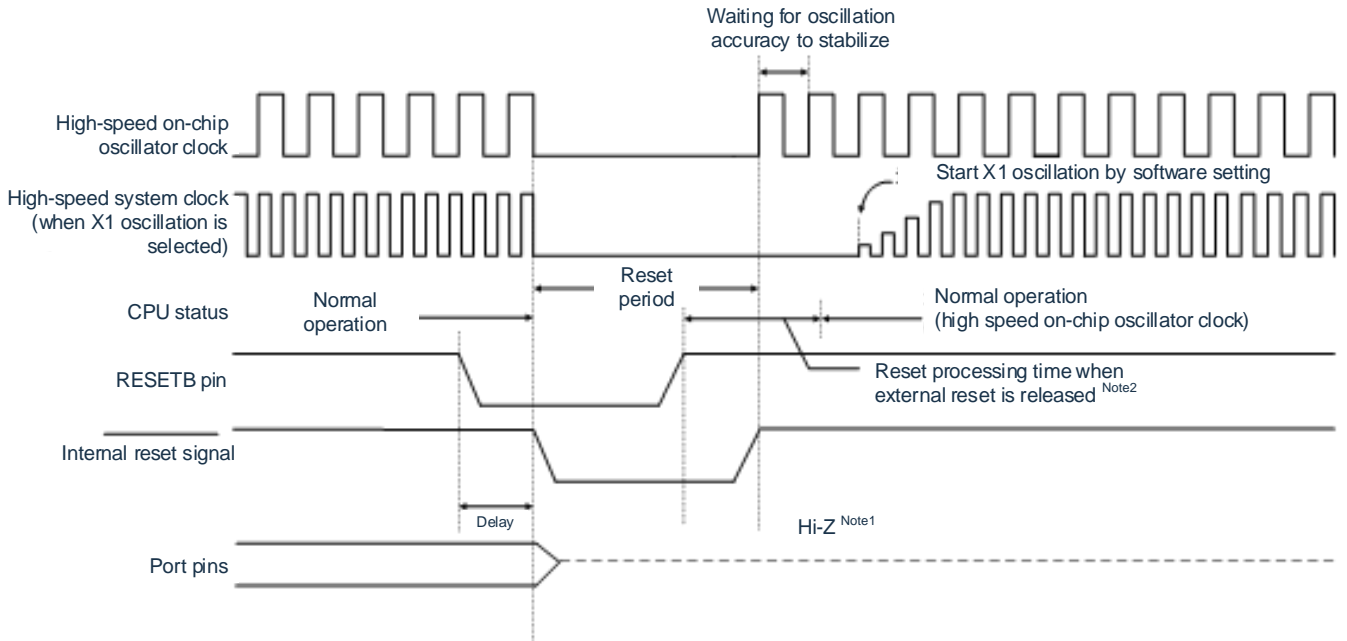 Waiting for oscillation
accuracy to stabilize
High-speed on-chip
oscillator clock
Start X1 oscillation by software setting
High-speed system clock
(when X1 oscillation is
selected)
Reset
period
CPU status
Normal
operation
Normal operation
(high speed on-chip oscillator clock)
RESETB pin
Reset processing time when
external reset is released Note2
Internal reset signal
Delay
Hi-Z Note1
Port pins